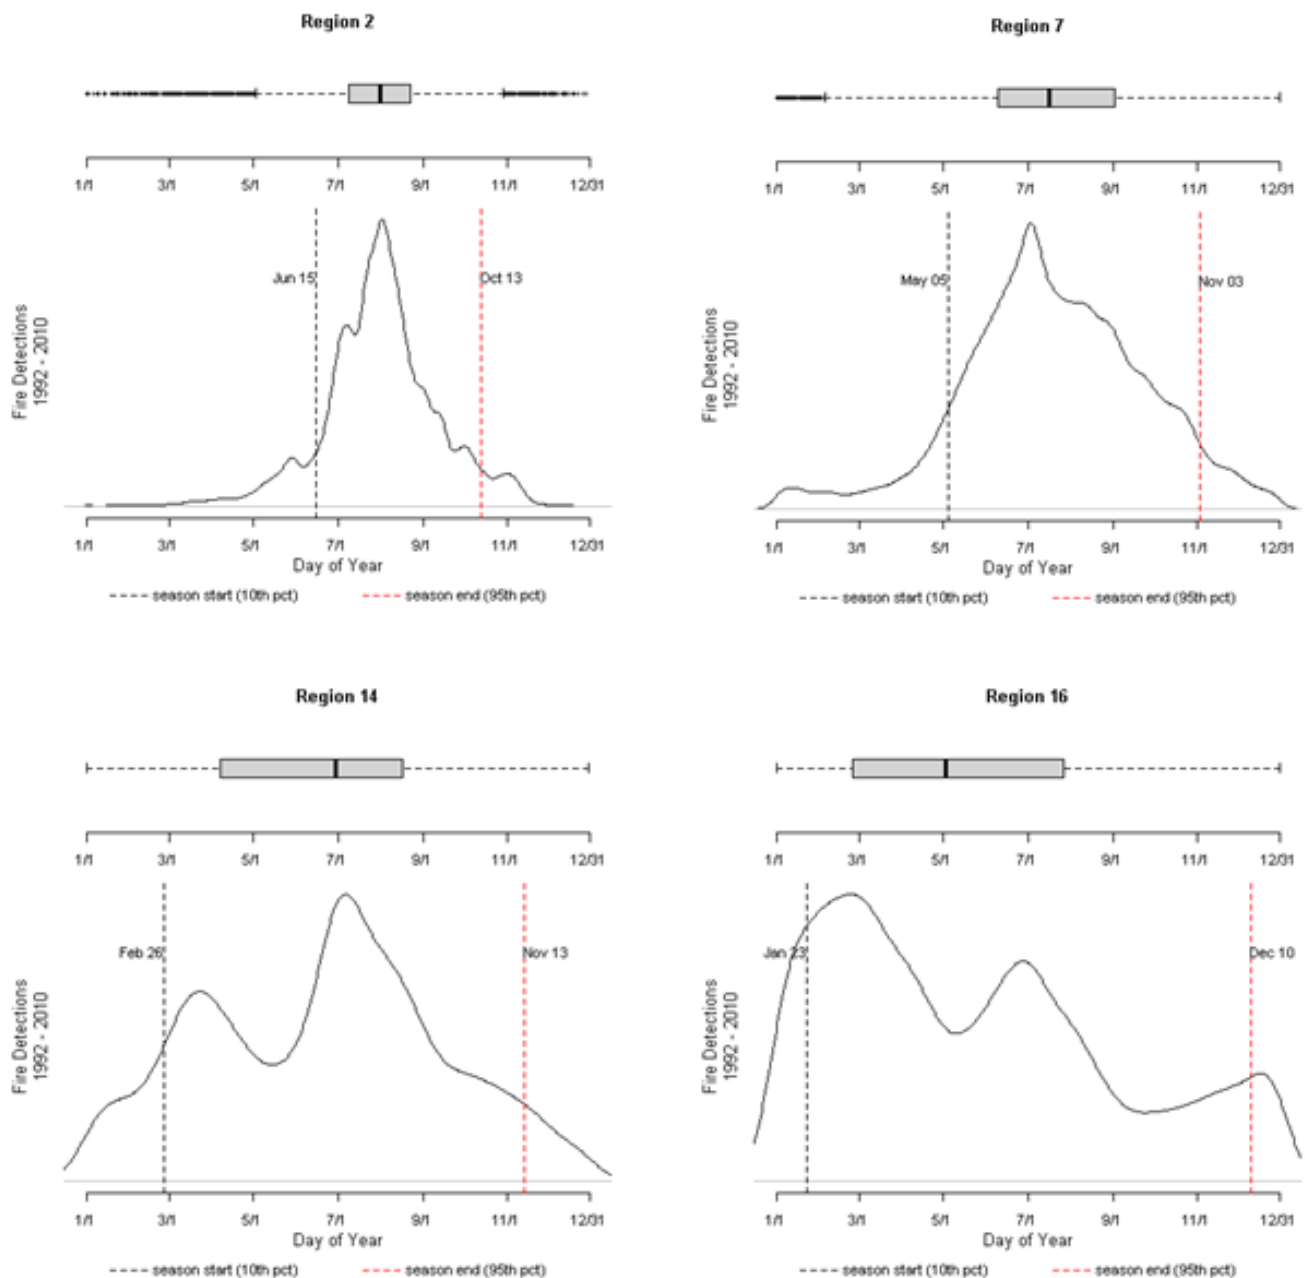 Region 2
1/1 3/1 5/1 7/1 9/1 11/1 12/31
Jun 15
Oct 13
Fire Detections
1992 - 2010
1/1 3/1 5/1 7/1 9/1 11/1 12/31
Day of Year
season start (10th pct) season end (95th pct)
Region 7
1/1 3/1 5/1 7/1 9/1 11/1 12/31
May 05
Nov 03
Fire Detections
1992 - 2010
1/1 3/1 5/1 7/1 9/1 11/1 12/31
Day of Year
season start (10th pct) season end (95th pct)
Region 14
1/1 3/1 5/1 7/1 9/1 11/1 12/31
Feb 26
Nov 13
Fire Detections
1992 - 2010
1/1 3/1 5/1 7/1 9/1 11/1 12/31
Day of Year
season start (10th pct) season end (95th pct)
Region 16
1/1 3/1 5/1 7/1 9/1 11/1 12/31
Jan 23
Dec 10
Fire Detections
1992 - 2010
1/1 3/1 5/1 7/1 9/1 11/1 12/31
Day of Year
season start (10th pct) season end (95th pct)